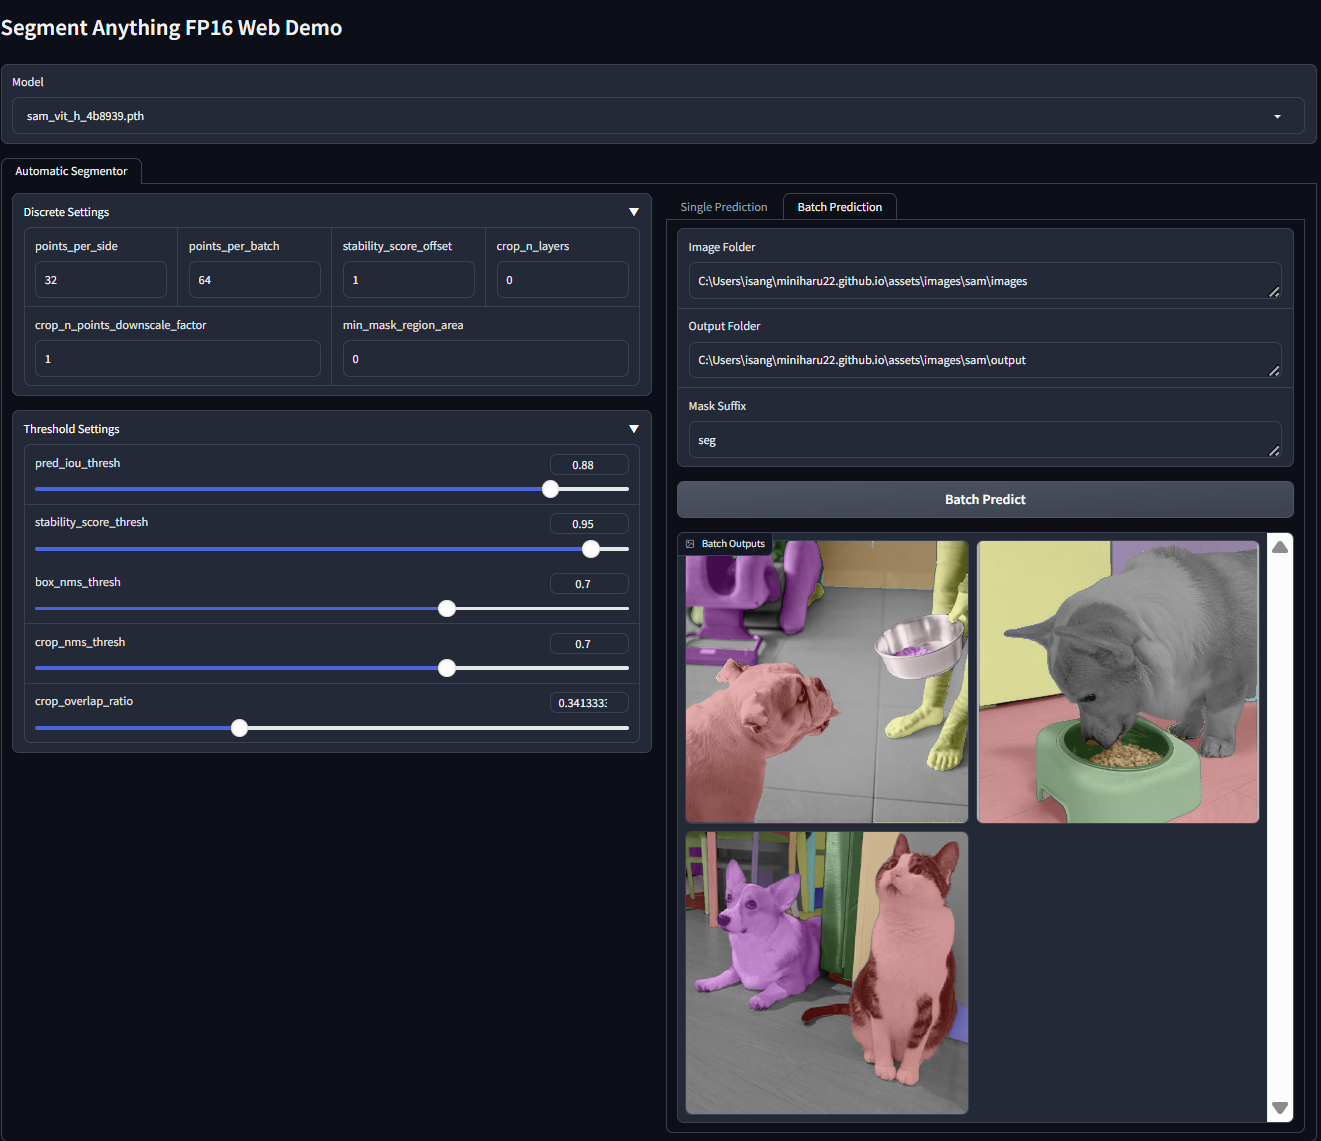 Segment Anything FP16 Web Demo
Model
sam_vit_h_4b8939.pth
Automatic Segmentor
Discrete Settings
points_per_side
points_per_batch
stability_score_offset
crop_n_layers
32
64
1
0
crop_n_points_downscale_factor
min_mask_region_area
1
0
Threshold Settings
pred_iou_thresh
0.88
stability_score_thresh
0.95
box_nms_thresh
0.7
crop_nms_thresh
0.7
crop_overlap_ratio
0.3413333
Single Prediction
Batch Prediction
Image Folder
C:\Users\isang\miniharu22.github.io\assets\images\sam\images
Output Folder
C:\Users\isang\miniharu22.github.io\assets\images\sam\output
Mask Suffix
seg
Batch Predict
Batch Outputs